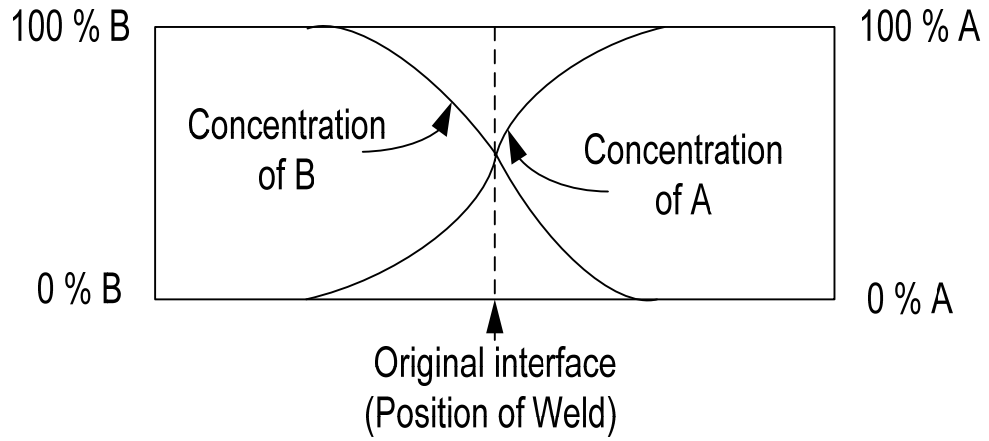 100 % B
100 % A
Concentration
of B
Concentration
of A
0 % B
0 % A
Original interface
(Position of Weld)